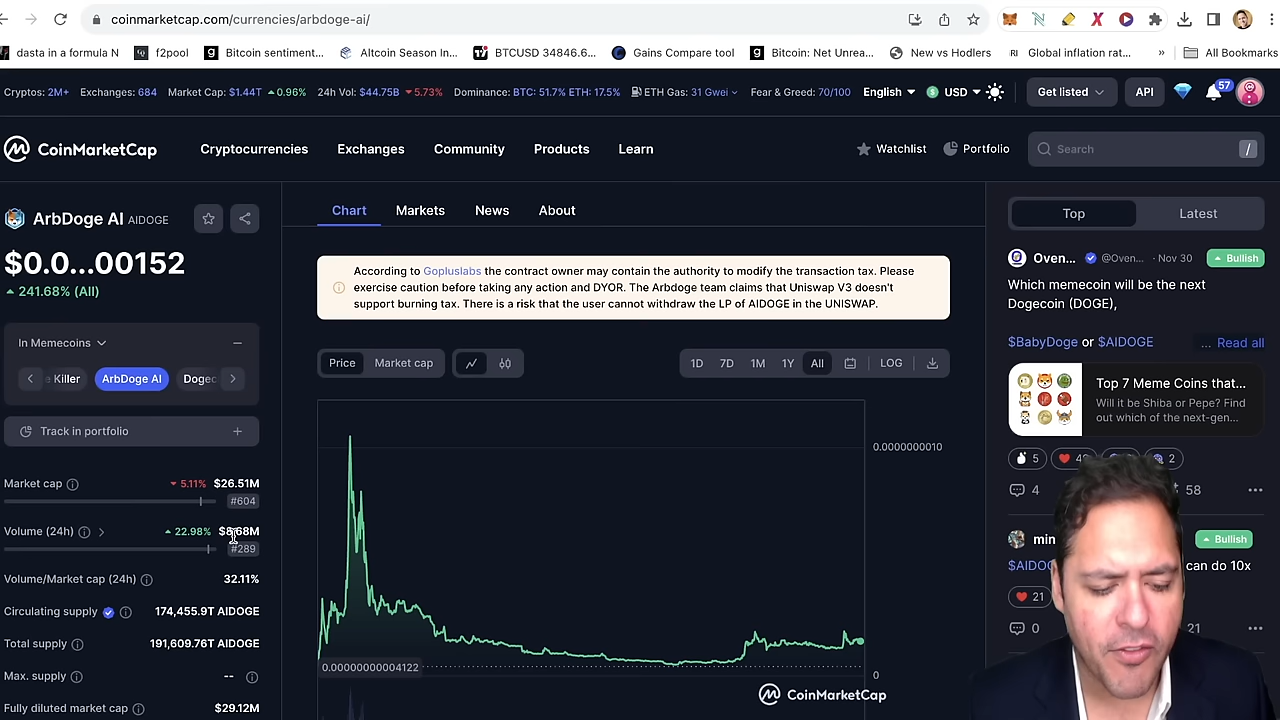 coinmarketcap.com/currencies/arbdoge-ai/
dasta in a formula N
f2pool
Bitcoin sentiment...
Altcoin Season In...
BTCUSD 34846.6...
Gains Compare tool
Bitcoin: Net Unrea...
New vs Hodlers
RI Global inflation rat...
»
All Bookmarks
Cryptos: 2M+ Exchanges: 684 Market Cap: $1.44T 0.96% 24h Vol: $44.75B 5.73% Dominance: BTC: 51.7% ETH: 17.5% ETH Gas: 31 Gwei Fear & Greed: 70/100
English USD Get listed API 57
CoinMarketCap
Cryptocurrencies Exchanges Community Products Learn
Watchlist Portfolio Search /
ArbDoge AI AIDOGE
$0.0...00152
241.68% (All)
In Memecoins
e Killer ArbDoge AI Dogec
Track in portfolio +
Market cap 5.11% $26.51M
#604
Volume (24h) 22.98%
#289
Volume/Market cap (24h) 32.11%
Circulating supply 174,455.9T AIDOGE
Total supply 191,609.76T AIDOGE
Max. supply --
Fully diluted market cap $29.12M
Chart Markets News About
According to Gopluslabs the contract owner may contain the authority to modify the transaction tax. Please
exercise caution before taking any action and DYOR. The Arbdoge team claims that Uniswap V3 doesn't
support burning tax. There is a risk that the user cannot withdraw the LP of AIDOGE in the UNISWAP.
Price Market cap
1D 7D 1M 1Y All LOG
0.0000000010
0.00000000004122
0
CoinMarketCap
Top Latest
Oven... @Oven... · Nov 30 Bullish
Which memecoin will be the next
Dogecoin (DOGE),
$BabyDoge or $AIDOGE ... Read all
Top 7 Meme Coins that...
Will it be Shiba or Pepe? Find
out which of the next-gen...
5 2
4 58
min Bullish
can do 10x
21
0 21